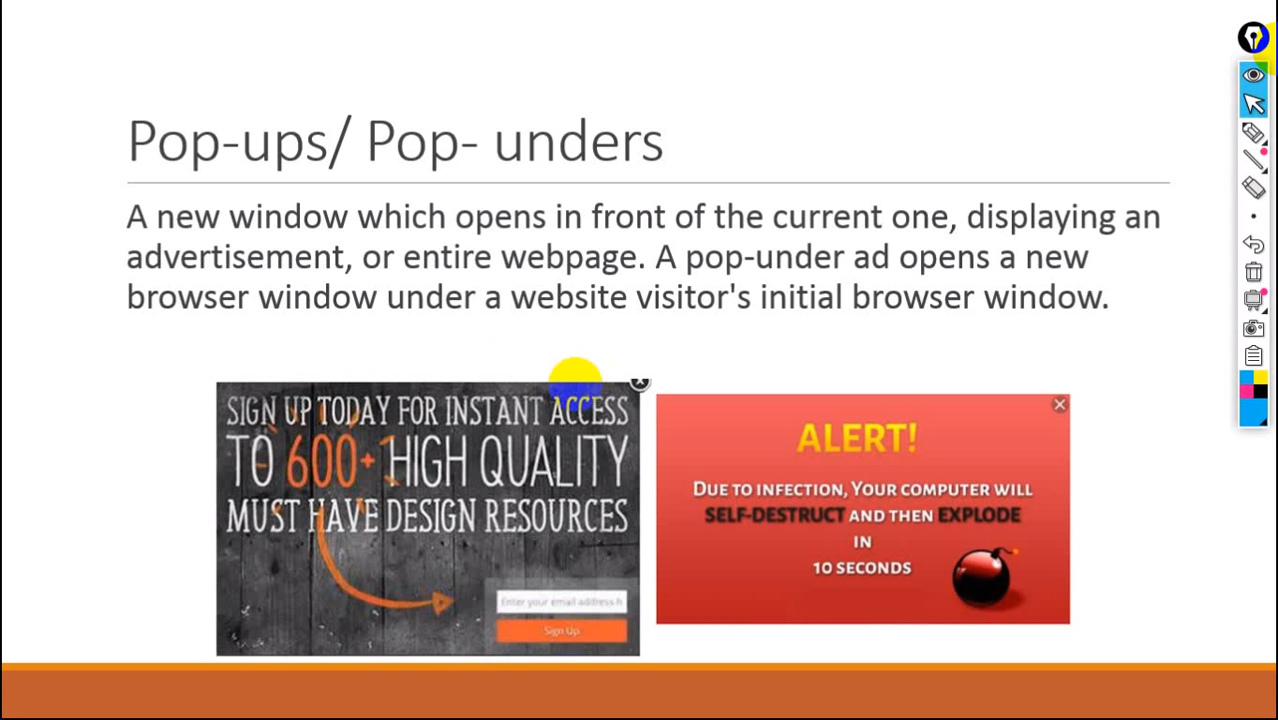 Pop-ups/ Pop- unders
A new window which opens in front of the current one, displaying an
advertisement, or entire webpage. A pop-under ad opens a new
browser window under a website visitor's initial browser window.
SIGN UP TODAY FOR INSTANT ACCESS
TO 600+ HIGH QUALITY
MUST HAVE DESIGN RESOURCES
Enter your email address h
Sign Up
ALERT!
DUE TO INFECTION, YOUR COMPUTER WILL
SELF-DESTRUCT AND THEN EXPLODE
IN
10 SECONDS